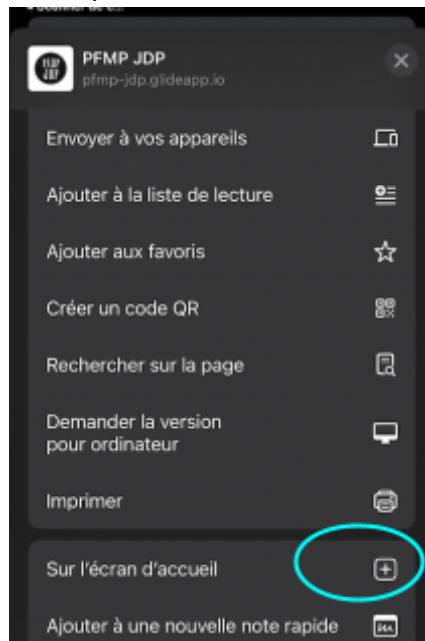 PFMP JDP
pfmp-jdp.glideapp.io
Envoyer à vos appareils
Ajouter à la liste de lecture
Ajouter aux favoris
Créer un code QR
Rechercher sur la page
Demander la version
pour ordinateur
Imprimer
Sur l'écran d'accueil
Ajouter à une nouvelle note rapide